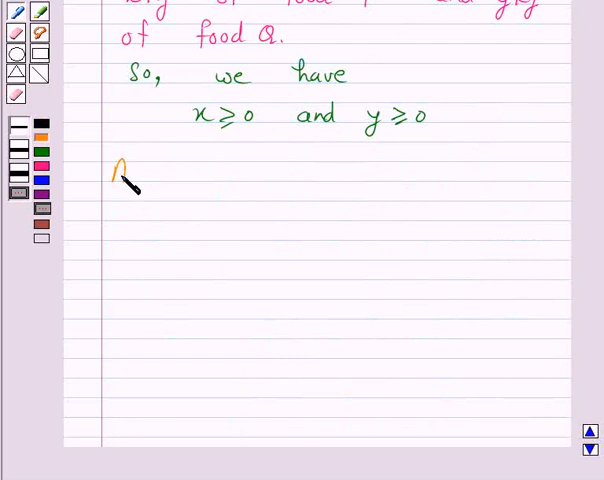 of food Q.
So, we have
x ≥ 0 and y ≥ 0